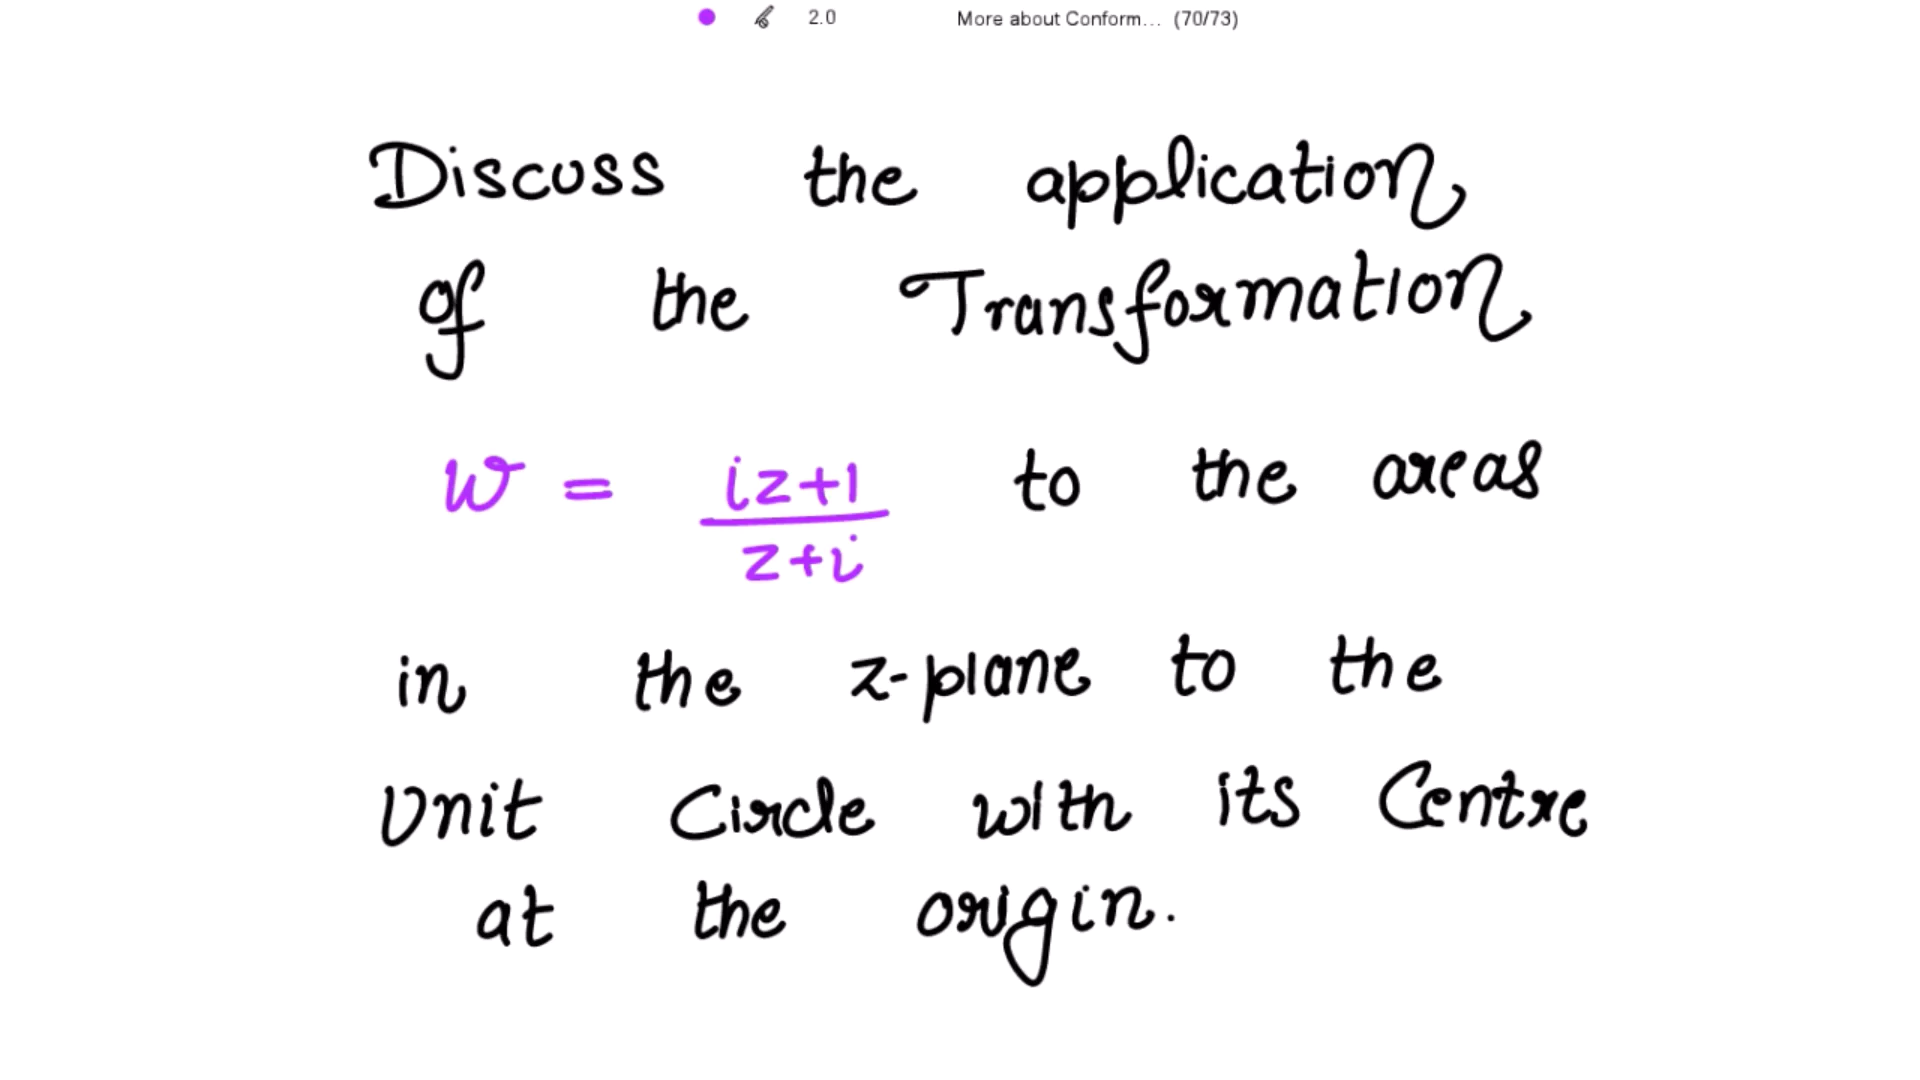 2.0 More about Conform... (70/73)
Discuss the application
of the Transformation
w = iz+1 / z+i to the areas
in the z-plane to the
Unit Circle with its Centre
at the origin.